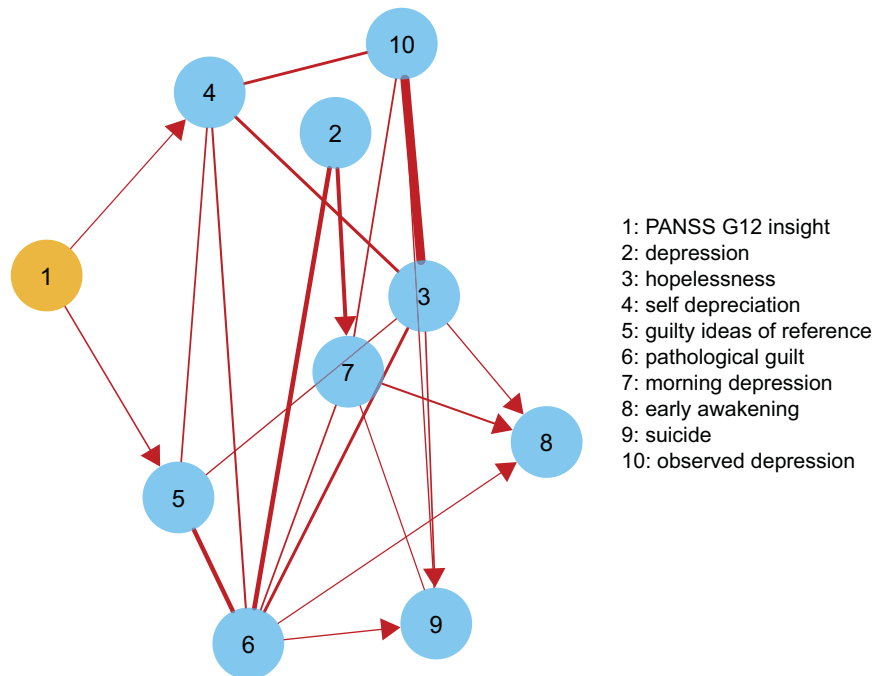 10
4
2
1
3
7
8
5
9
6
1: PANSS G12 insight
2: depression
3: hopelessness
4: self depreciation
5: guilty ideas of reference
6: pathological guilt
7: morning depression
8: early awakening
9: suicide
10: observed depression